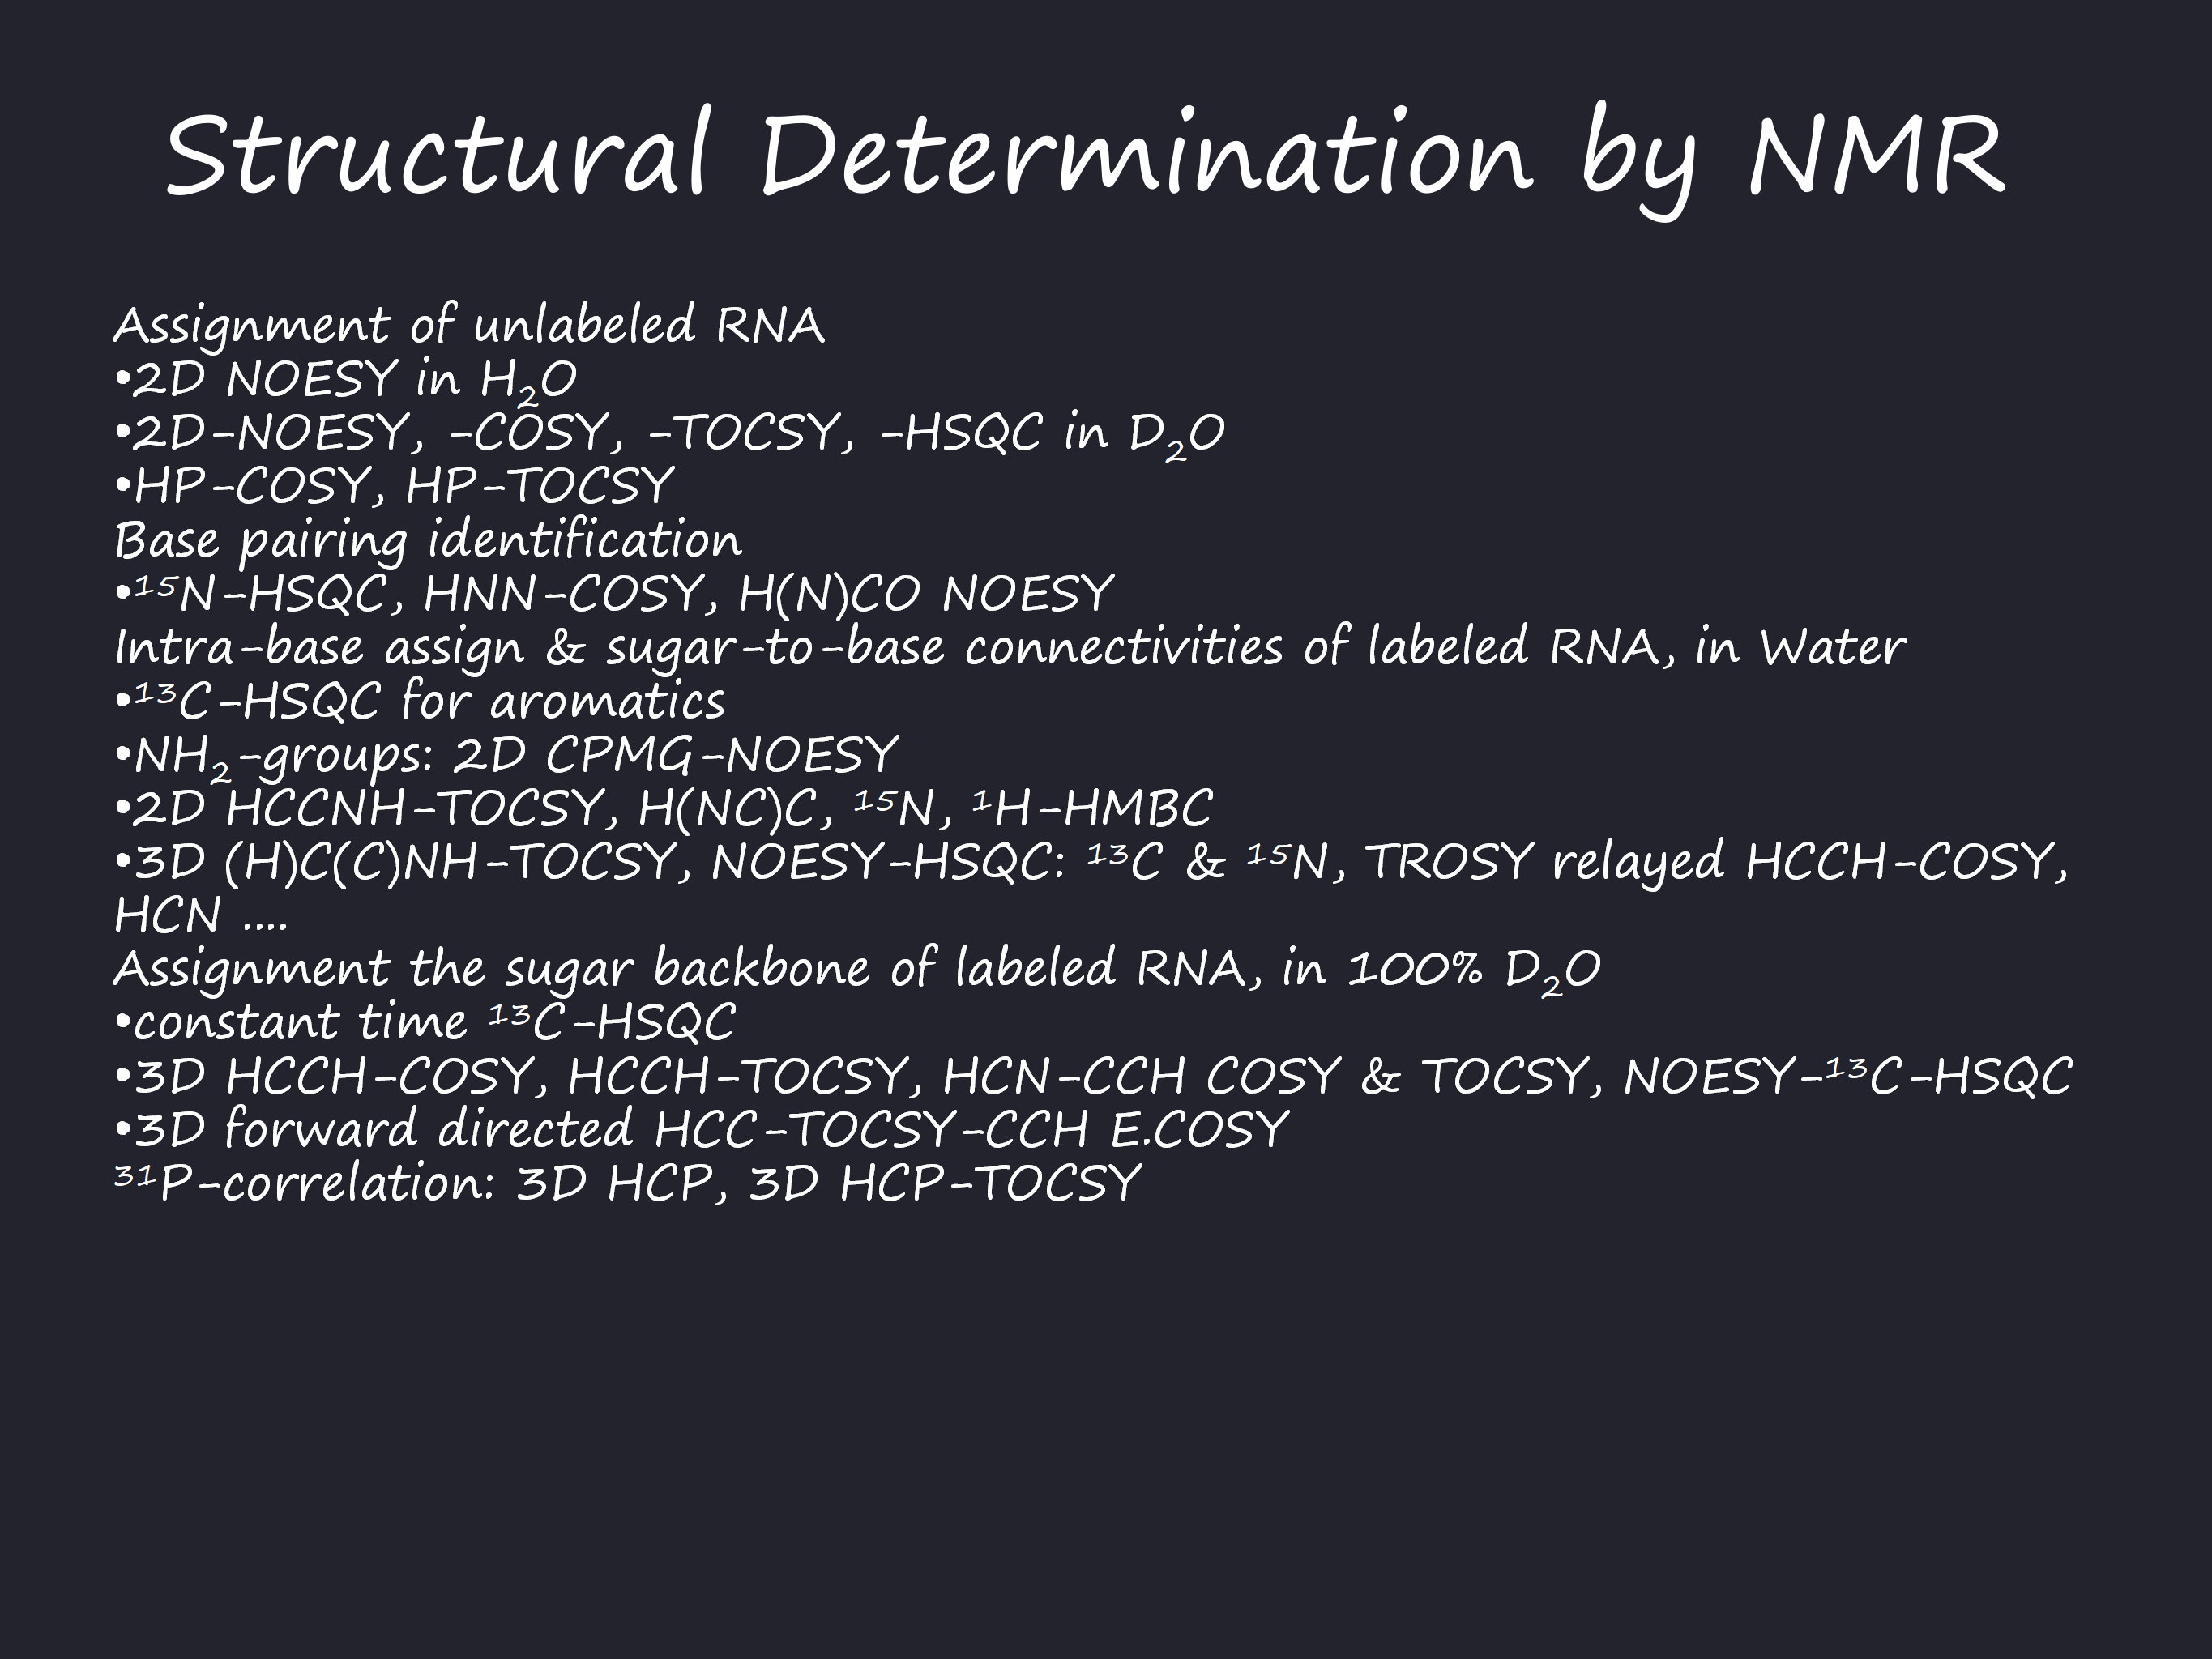 Structural Determination by NMR
Assignment of unlabeled RNA
•2D NOESY in H₂O
•2D-NOESY, -COSY, -TOCSY, -HSQC in D₂O
•HP-COSY, HP-TOCSY
Base pairing identification
•¹⁵N-HSQC, HNN-COSY, H(N)CO NOESY
Intra-base assign & sugar-to-base connectivities of labeled RNA, in Water
•¹³C-HSQC for aromatics
•NH₂-groups: 2D CPMG-NOESY
•2D HCCNH-TOCSY, H(NC)C, ¹⁵N, ¹H-HMBC
•3D (H)C(C)NH-TOCSY, NOESY-HSQC: ¹³C & ¹⁵N, TROSY relayed HCCH-COSY,
HCN ....
Assignment the sugar backbone of labeled RNA, in 100% D₂O
•constant time ¹³C-HSQC
•3D HCCH-COSY, HCCH-TOCSY, HCN-CCH COSY & TOCSY, NOESY-¹³C-HSQC
•3D forward directed HCC-TOCSY-CCH E.COSY
³¹P-correlation: 3D HCP, 3D HCP-TOCSY